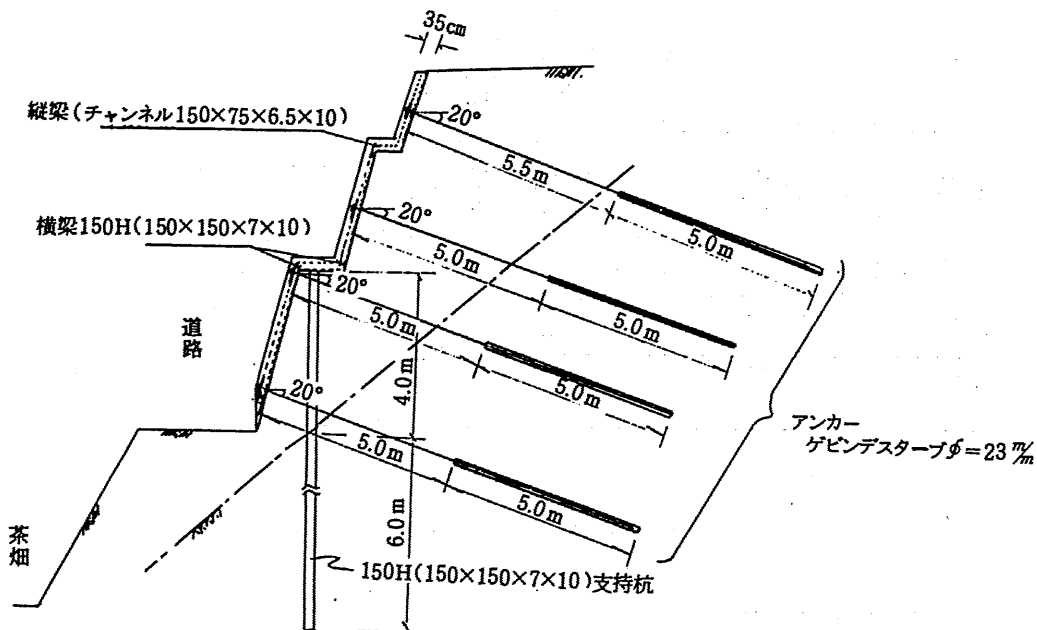 35cm
縦梁(チャンネル150×75×6.5×10)
20°
5.5m
5.0m
横梁150H(150×150×7×10)
20°
5.0m
5.0m
20°
道路
5.0m
5.0m
4.0m
20°
5.0m
5.0m
アンカー
ゲビンデスターブφ=23m/m
茶畑
6.0m
150H(150×150×7×10)支持杭